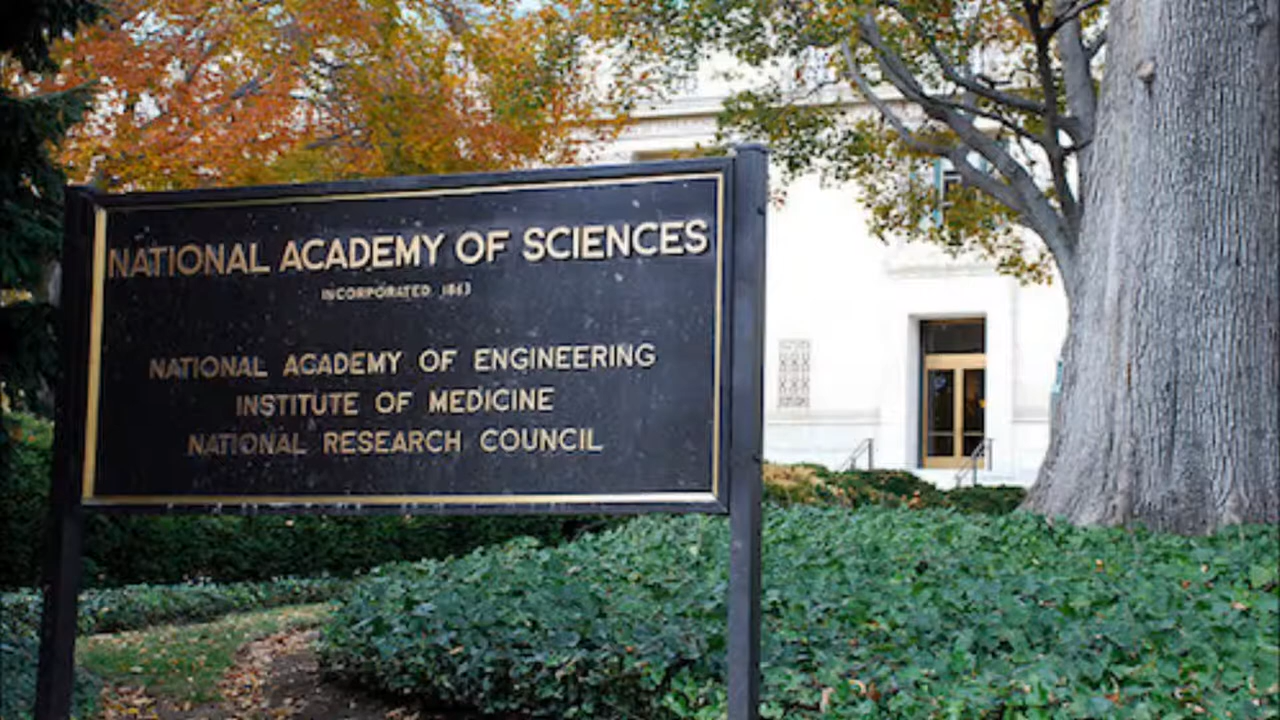 NATIONAL ACADEMY OF SCIENCES
INCORPORATED 1863
NATIONAL ACADEMY OF ENGINEERING
INSTITUTE OF MEDICINE
NATIONAL RESEARCH COUNCIL